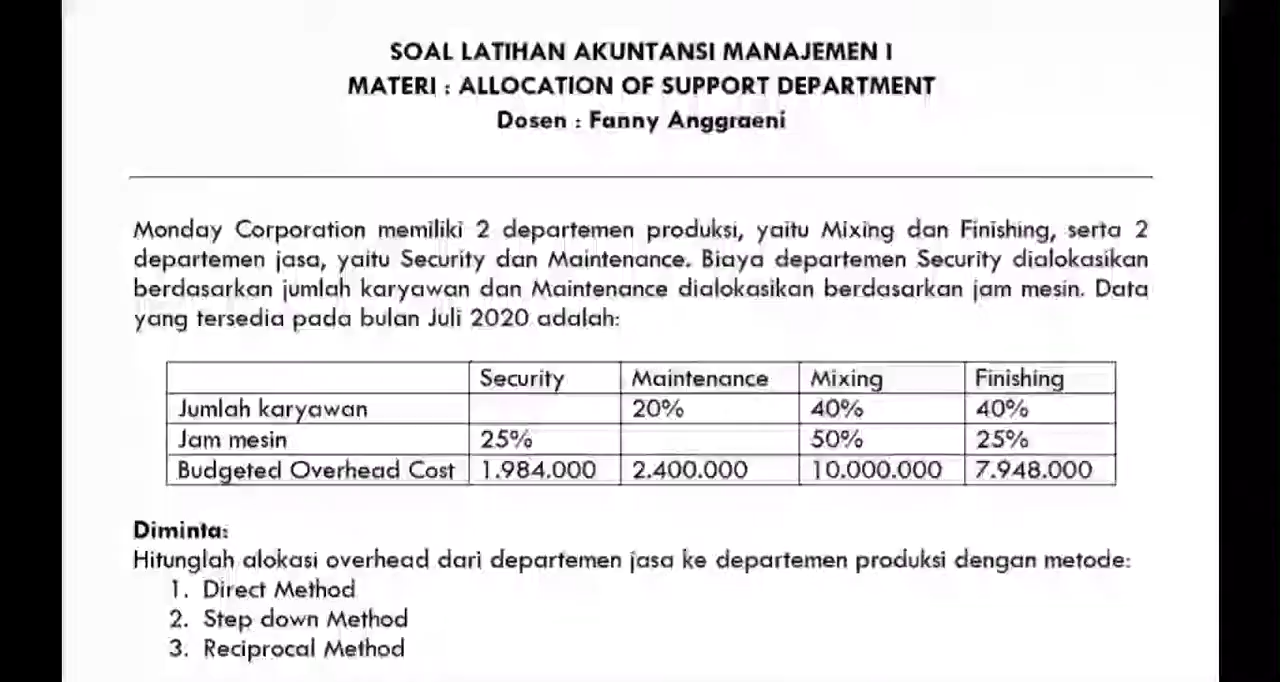 SOAL LATIHAN AKUNTANSI MANAJEMEN I
MATERI : ALLOCATION OF SUPPORT DEPARTMENT
Dosen : Fanny Anggraeni
Monday Corporation memiliki 2 departemen produksi, yaitu Mixing dan Finishing, serta 2
departemen jasa, yaitu Security dan Maintenance. Biaya departemen Security dialokasikan
berdasarkan jumlah karyawan dan Maintenance dialokasikan berdasarkan jam mesin. Data
yang tersedia pada bulan Juli 2020 adalah:
Security Maintenance Mixing Finishing
Jumlah karyawan 20% 40% 40%
Jam mesin 25% 50% 25%
Budgeted Overhead Cost 1.984.000 2.400.000 10.000.000 7.948.000
Diminta:
Hitunglah alokasi overhead dari departemen jasa ke departemen produksi dengan metode:
1. Direct Method
2. Step down Method
3. Reciprocal Method